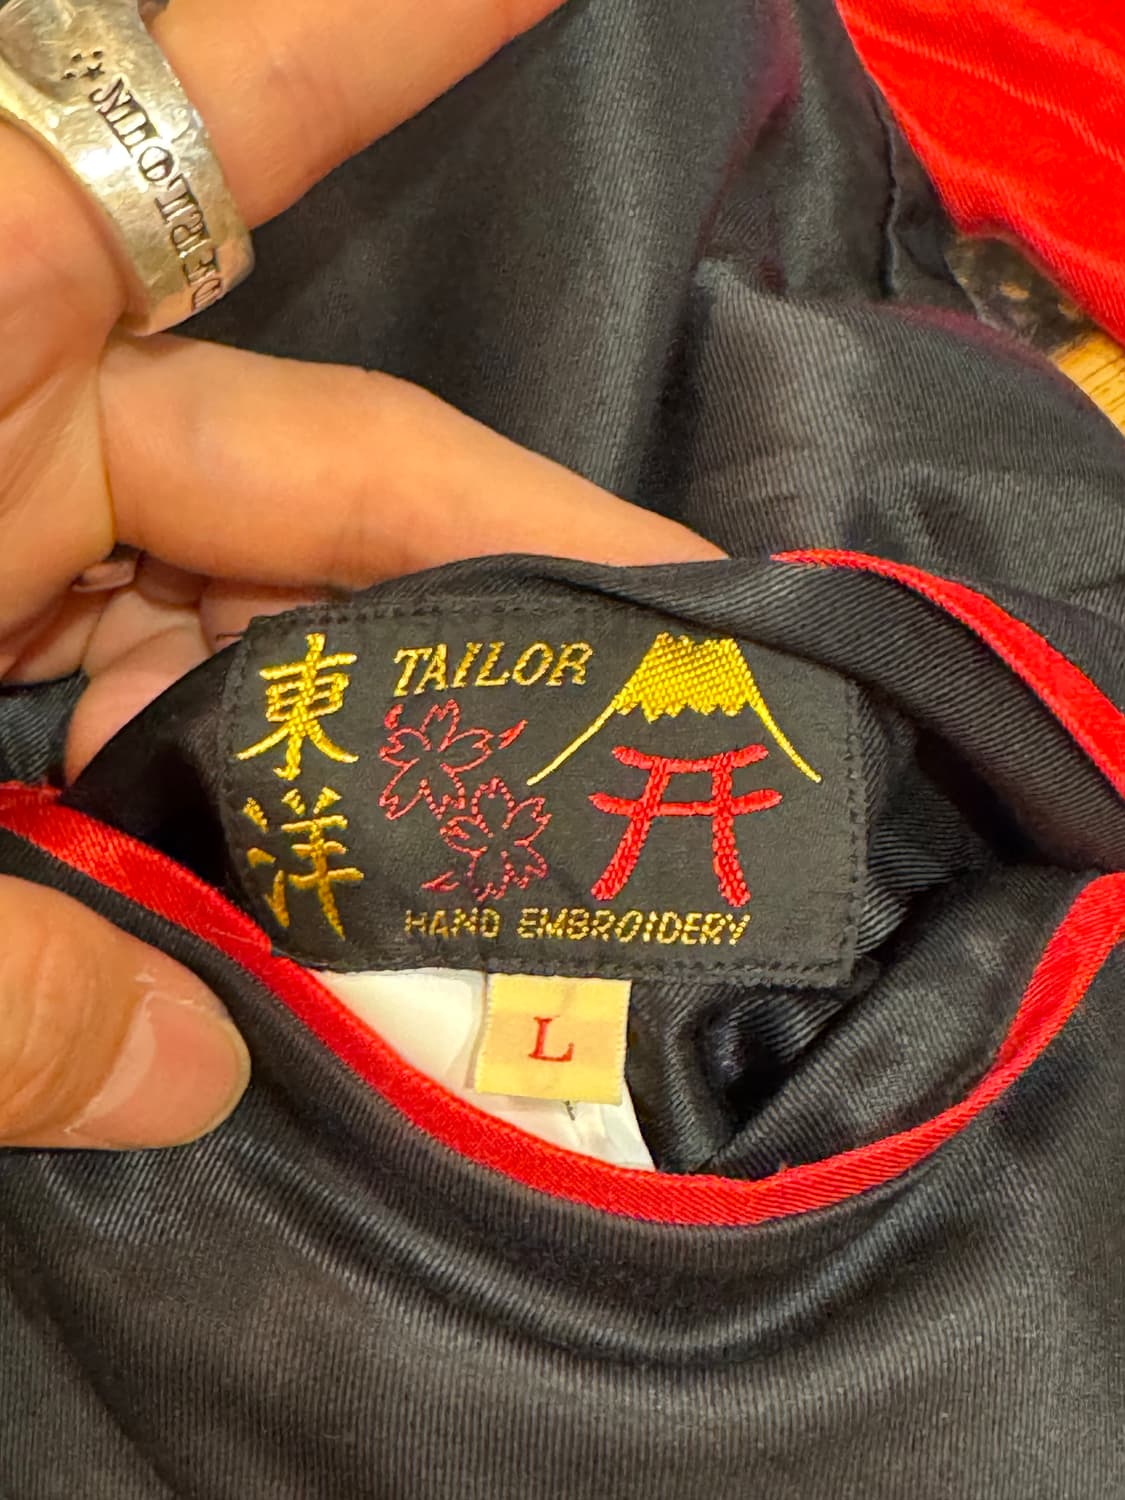 東洋
TAILOR
HAND EMBROIDERY
L